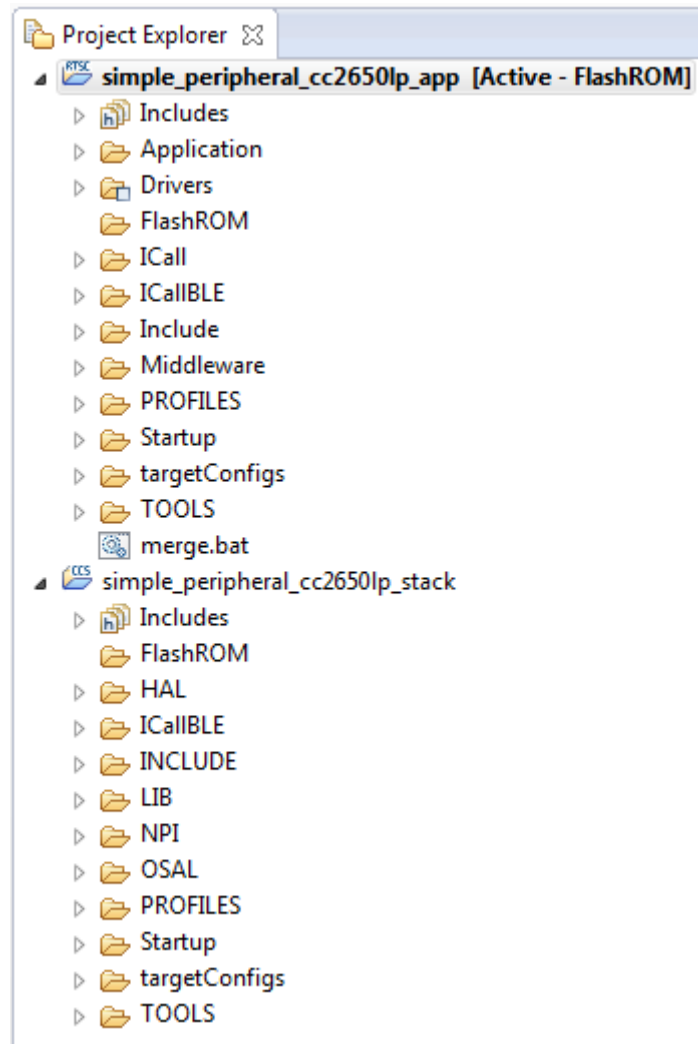 Project Explorer
RTSC simple_peripheral_cc2650lp_app [Active - FlashROM]
h Includes
Application
Drivers
FlashROM
ICall
ICallBLE
Include
Middleware
PROFILES
Startup
targetConfigs
TOOLS
merge.bat
CCS simple_peripheral_cc2650lp_stack
h Includes
FlashROM
HAL
ICallBLE
INCLUDE
LIB
NPI
OSAL
PROFILES
Startup
targetConfigs
TOOLS